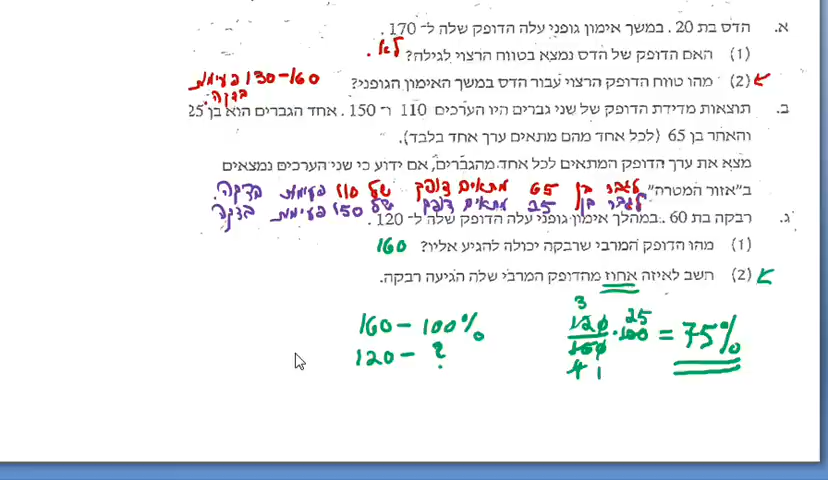 א. הדס בת 20. במשך אימון גופני עלה הדופק שלה ל־ 170.
(1) האם הדופק של הדס נמצא בטווח הרצוי לגילה? לא.
(2) מהו טווח הדופק הרצוי עבור הדס במשך האימון הגופני? 130-160 פעימות בדקה.
ב. תוצאות מדידת הדופק של שני גברים היו הערכים 110 ו־ 150. אחד הגברים הוא בן 25
והאחר בן 65 (לכל אחד מהם מתאים ערך אחד בלבד).
מצא את ערך הדופק המתאים לכל אחד מהגברים, אם ידוע כי שני הערכים נמצאים
ב"אזור המטרה" לגבר בן 65 מתאים דופק של 110 פעימות בדקה.
לגבר בן 25 מתאים דופק של 150 פעימות בדקה
ג. רבקה בת 60. במהלך אימון גופני עלה הדופק שלה ל־ 120.
(1) מהו הדופק המרבי שרבקה יכולה להגיע אליו? 160
(2) חשב לאיזה אחוז מהדופק המרבי שלה הגיעה רבקה.
160 - 100%
120 - ?
3 25
120 · 100 = 75%
160
4 1